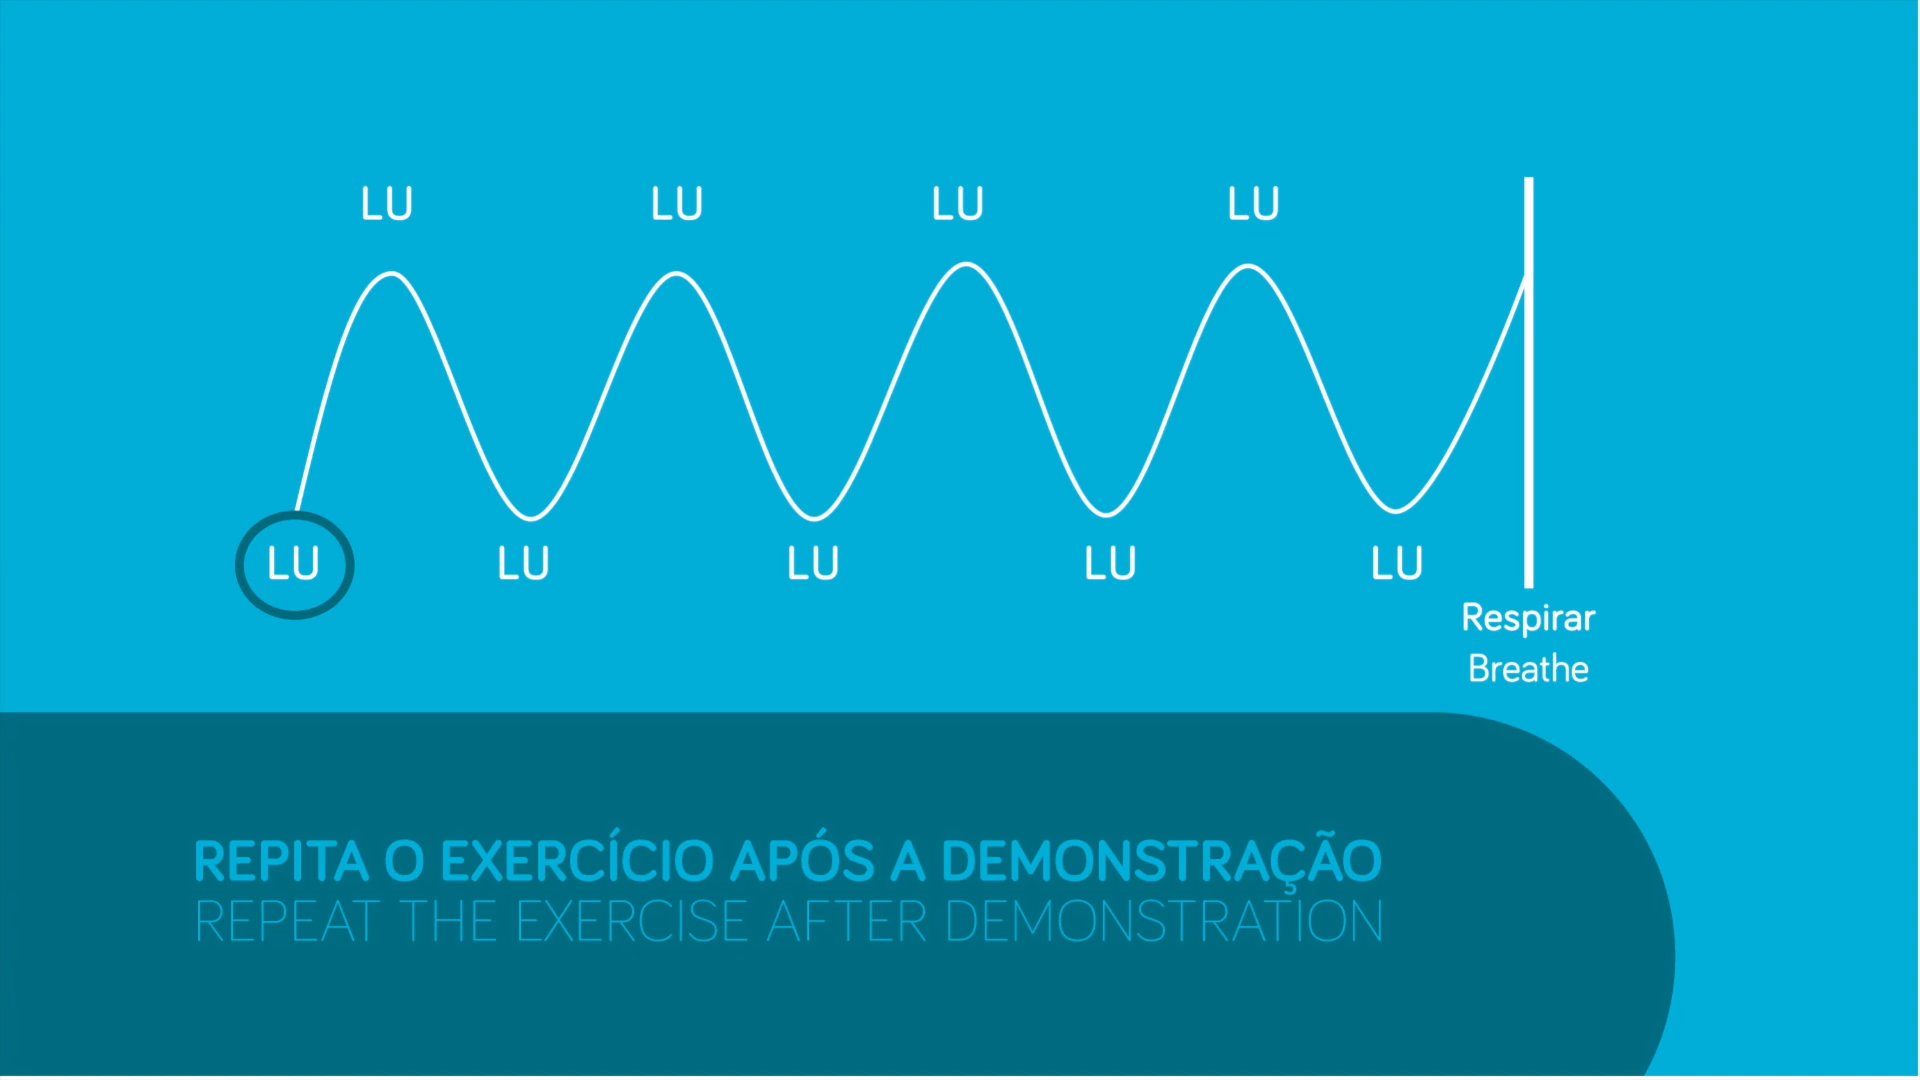 LU LU LU LU
LU LU LU LU LU
Respirar
Breathe
REPITA O EXERCÍCIO APÓS A DEMONSTRAÇÃO
REPEAT THE EXERCISE AFTER DEMONSTRATION